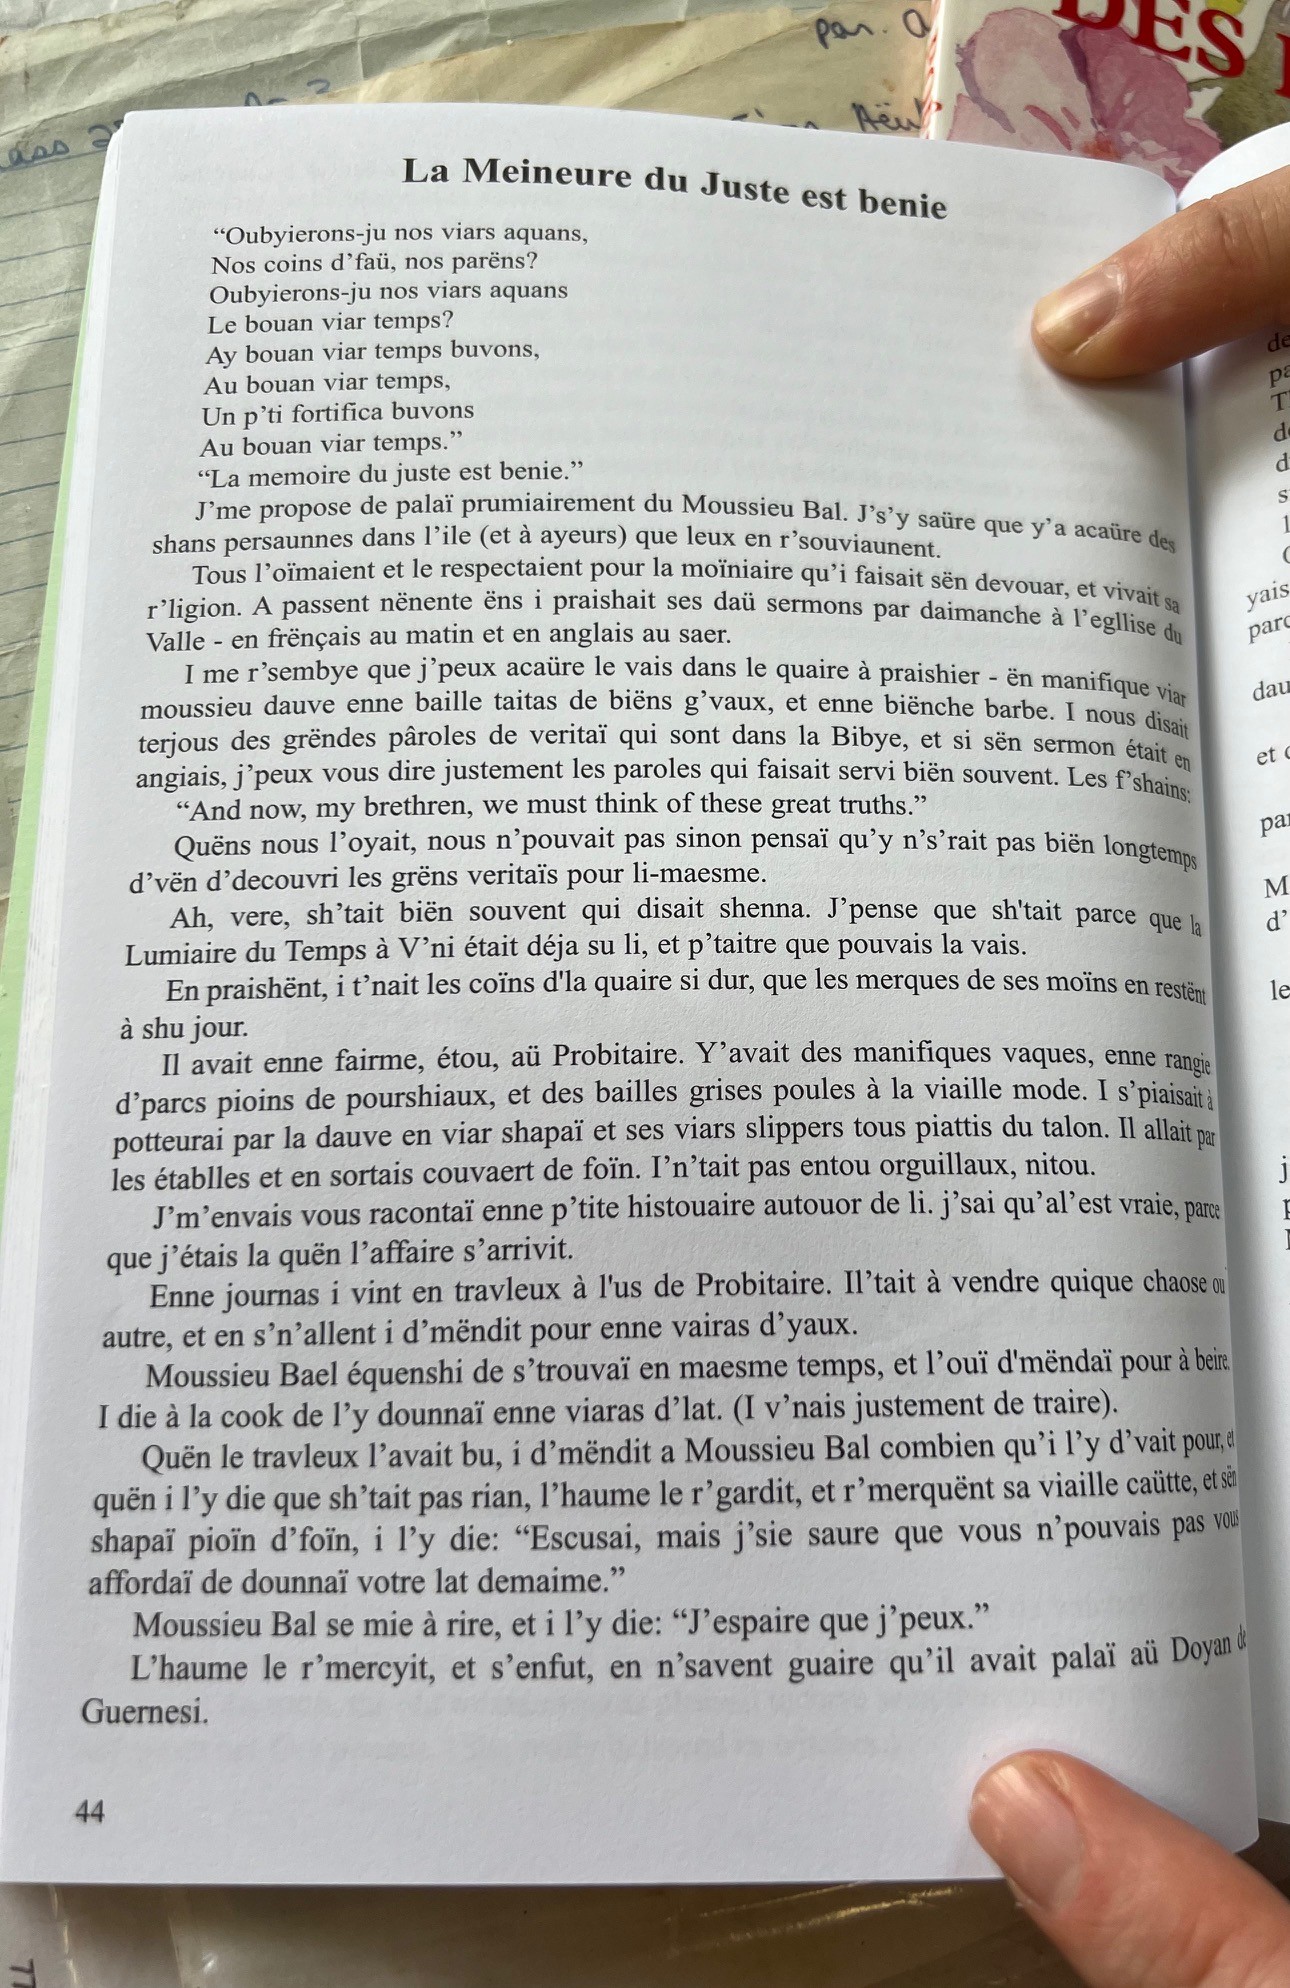 DES
par. a
La Meineure du Juste est benie
“Oubyierons-ju nos viars aquans,
Nos coins d’faü, nos parëns?
Oubyierons-ju nos viars aquans
Le bouan viar temps?
Ay bouan viar temps buvons,
Au bouan viar temps,
Un p’ti fortifica buvons
Au bouan viar temps.”
“La memoire du juste est benie.”
J’me propose de palaï prumiairement du Moussieu Bal. J’s’y saüre que y’a acaüre des
shans persaunnes dans l’ile (et à ayeurs) que leux en r’souviaunent.
Tous l’oïmaient et le respectaient pour la moïniaire qu’i faisait sën devouar, et vivait sa
r’ligion. A passent nënente ëns i praishait ses daü sermons par daimanche à l’egllise du
Valle - en frënçais au matin et en anglais au saer.
I me r’sembye que j’peux acaüre le vais dans le quaire à praishier - ën manifique viar
moussieu dauve enne baille taitas de biëns g’vaux, et enne biënche barbe. I nous disait
terjous des grëndes pâroles de veritaï qui sont dans la Bibye, et si sën sermon était en
angiais, j’peux vous dire justement les paroles qui faisait servi biën souvent. Les f’shains:
“And now, my brethren, we must think of these great truths.”
Quëns nous l’oyait, nous n’pouvait pas sinon pensaï qu’y n’s’rait pas biën longtemps
d’vën d’decouvri les grëns veritaïs pour li-maesme.
Ah, vere, sh’tait biën souvent qui disait shenna. J’pense que sh'tait parce que la
Lumiaire du Temps à V’ni était déja su li, et p’taitre que pouvais la vais.
En praishënt, i t’nait les coïns d'la quaire si dur, que les merques de ses moïns en restënt
à shu jour.
Il avait enne fairme, étou, aü Probitaire. Y’avait des manifiques vaques, enne rangie
d’parcs pioins de pourshiaux, et des bailles grises poules à la viaille mode. I s’piaisait à
potteurai par la dauve en viar shapaï et ses viars slippers tous piattis du talon. Il allait par
les établles et en sortais couvaert de foïn. I’n’tait pas entou orguillaux, nitou.
J’m’envais vous racontaï enne p’tite histouaire autouor de li. j’sai qu’al’est vraie, parce
que j’étais la quën l’affaire s’arrivit.
Enne journas i vint en travleux à l'us de Probitaire. Il’tait à vendre quique chaose ou
autre, et en s’n’allent i d’mëndit pour enne vairas d’yaux.
Moussieu Bael équenshi de s’trouvaï en maesme temps, et l’ouï d'mëndaï pour à beire.
I die à la cook de l’y dounnaï enne viaras d’lat. (I v’nais justement de traire).
Quën le travleux l’avait bu, i d’mëndit a Moussieu Bal combien qu’i l’y d’vait pour, et
quën i l’y die que sh’tait pas rian, l’haume le r’gardit, et r’merquënt sa viaille caütte, et sën
shapaï pioïn d’foïn, i l’y die: “Escusai, mais j’sie saure que vous n’pouvais pas vous
affordaï de dounnaï votre lat demaime.”
Moussieu Bal se mie à rire, et i l’y die: “J’espaire que j’peux.”
L’haume le r’mercyit, et s’enfut, en n’savent guaire qu’il avait palaï aü Doyan de
Guernesi.
44